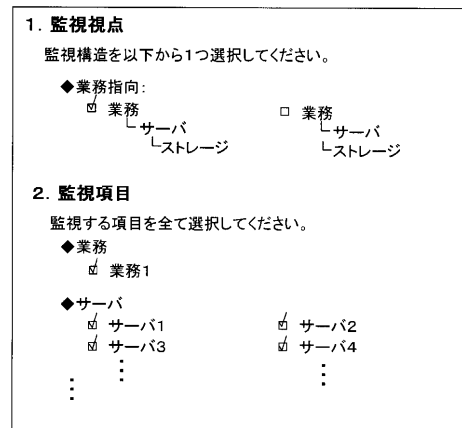 1. 監視視点
監視構造を以下から1つ選択してください。
◆業務指向:
☑ 業務 □ 業務
└サーバ └サーバ
└ストレージ └ストレージ
2. 監視項目
監視する項目を全て選択してください。
◆業務
☑ 業務1
◆サーバ
☑ サーバ1 ☑ サーバ2
☑ サーバ3 ☑ サーバ4